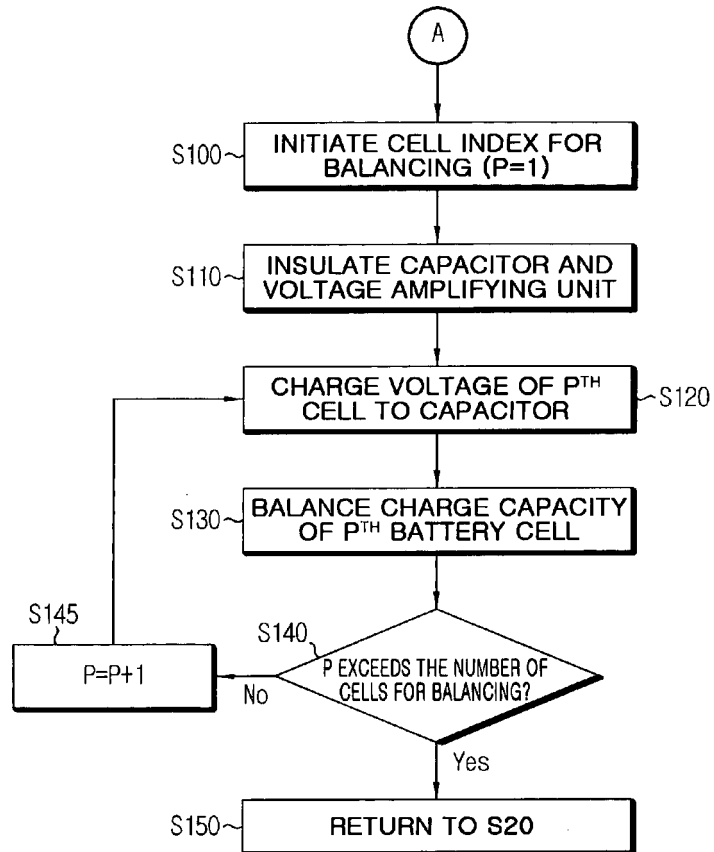 A
S100
INITIATE CELL INDEX FOR
BALANCING (P=1)
S110
INSULATE CAPACITOR AND
VOLTAGE AMPLIFYING UNIT
CHARGE VOLTAGE OF PTH
CELL TO CAPACITOR
S120
S130
BALANCE CHARGE CAPACITY
OF PTH BATTERY CELL
S145
P=P+1
S140
P EXCEEDS THE NUMBER OF
CELLS FOR BALANCING?
No
Yes
S150
RETURN TO S20